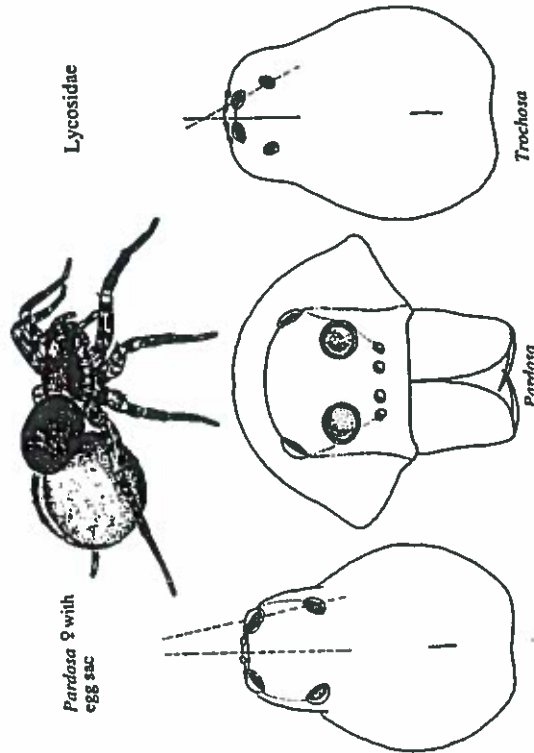 Pardosa ♀ with
egg sac
Lycosidae
Pardosa
Trochosa